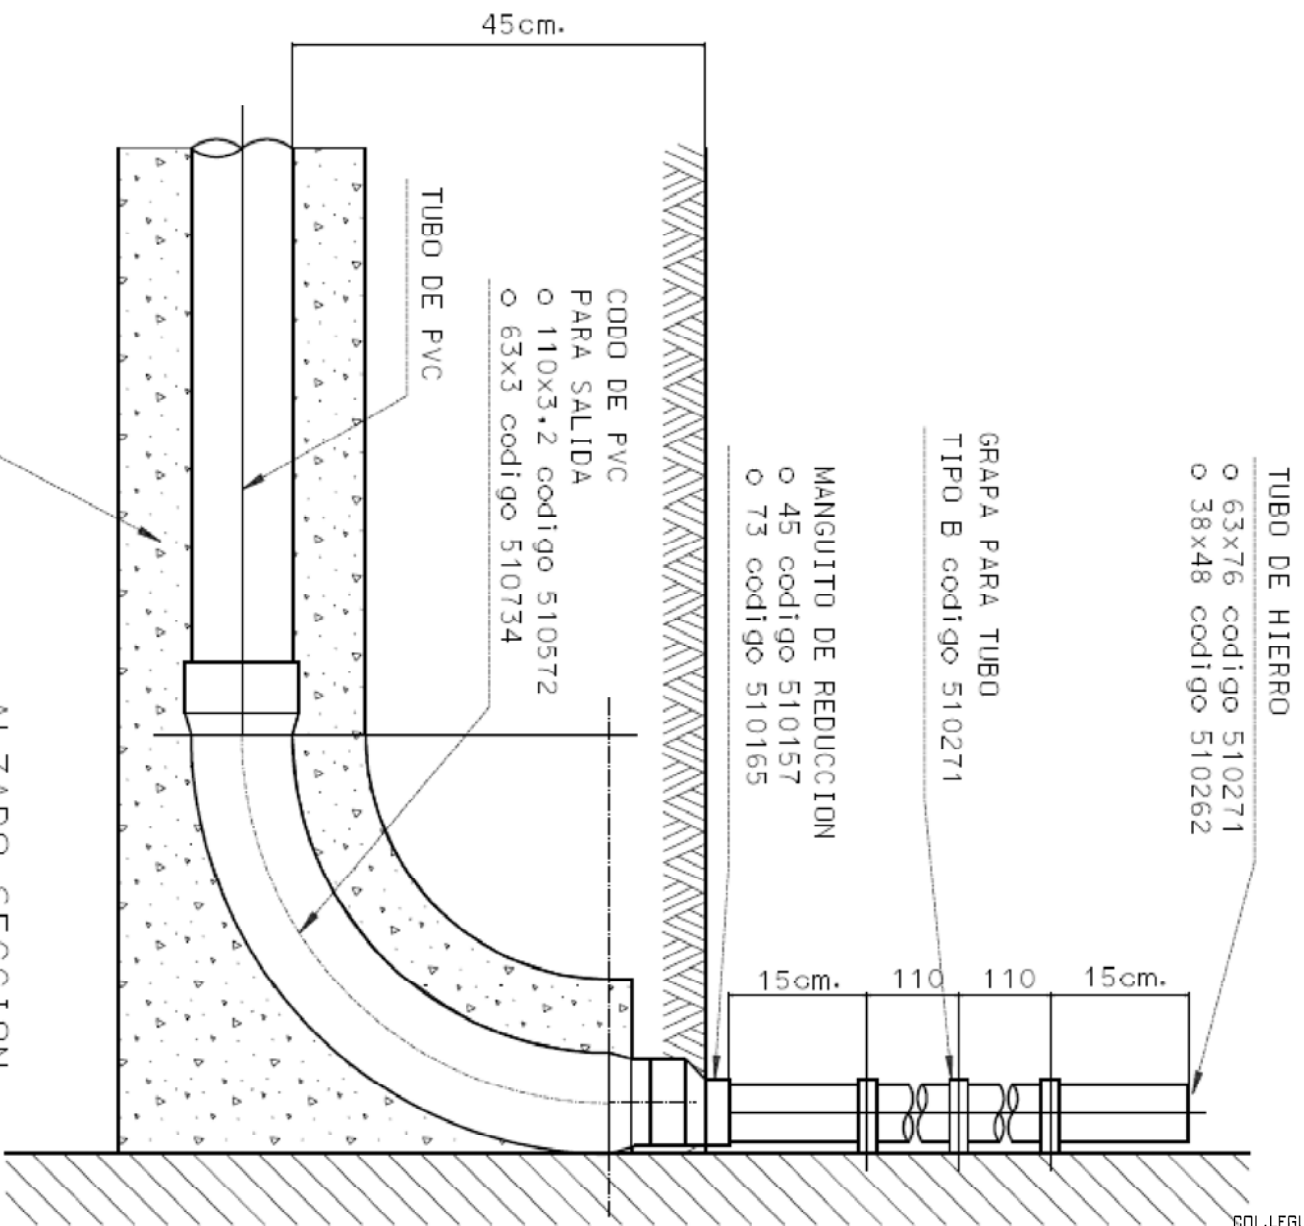 45cm.
TUBO DE PVC
CODO DE PVC
PARA SALIDA
o 110x3,2 codigo 510572
o 63x3 codigo 510734
MANGUITO DE REDUCCION
o 45 codigo 510157
o 73 codigo 510165
GRAPA PARA TUBO
TIPO B codigo 510271
TUBO DE HIERRO
o 63x76 codigo 510271
o 38x48 codigo 510262
15cm.
110
110
15cm.
ALZADO SECCION